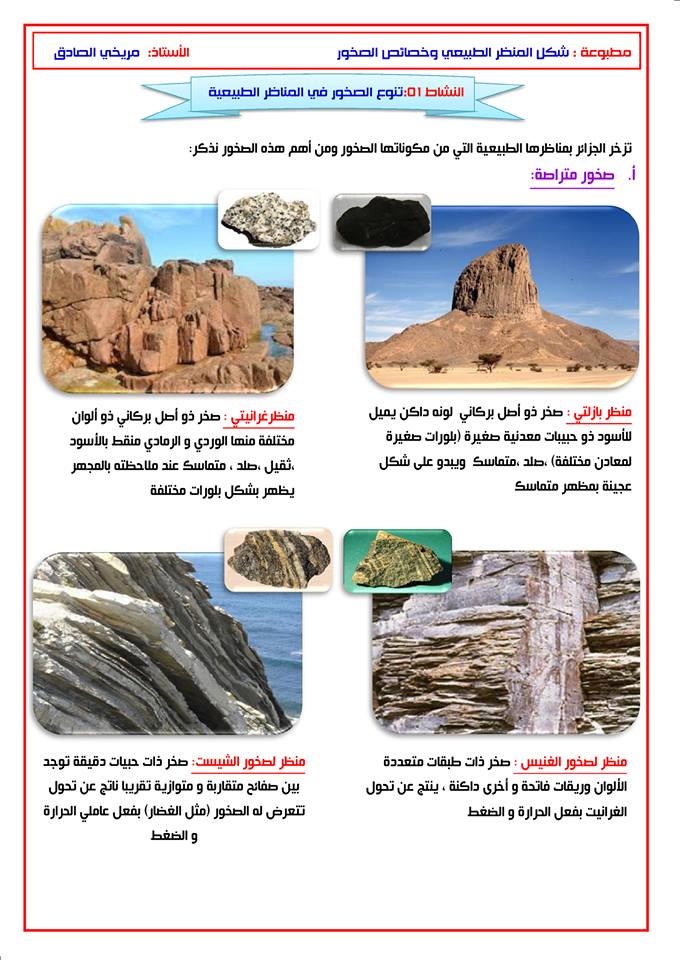 مطبوعة : شكل المنظر الطبيعي وخصائص الصخور الأستاذ: مريخي الصادق
النشاط 01:تنوع الصخور في المناظر الطبيعية
تزخر الجزائر بمناظرها الطبيعية التي من مكوناتها الصخور ومن أهم هذه الصخور نذكر:
أ. صخور متراصة:
منظر بازلتي : صخر ذو أصل بركاني لونه داكن يميل
للأسود ذو حبيبات معدنية صغيرة (بلورات صغيرة
لمعادن مختلفة) ،صلد ،متماسك ويبدو على شكل
عجينة بمظهر متماسك
منظرغرانيتي : صخر ذو أصل بركاني ذو ألوان
مختلفة منها الوردي و الرمادي منقط بالأسود
،ثقيل ،صلد ، متماسك عند ملاحظته بالمجهر
يظهر بشكل بلورات مختلفة
منظر لصخور الغنيس : صخر ذات طبقات متعددة
الألوان وريقات فاتحة و أخرى داكنة ، ينتج عن تحول
الغرانيت بفعل الحرارة و الضغط
منظر لصخور الشيست: صخر ذات حبيات دقيقة توجد
بين صفائح متقاربة و متوازية تقريبا ناتج عن تحول
تتعرض له الصخور (مثل الغضار) بفعل عاملي الحرارة
و الضغط